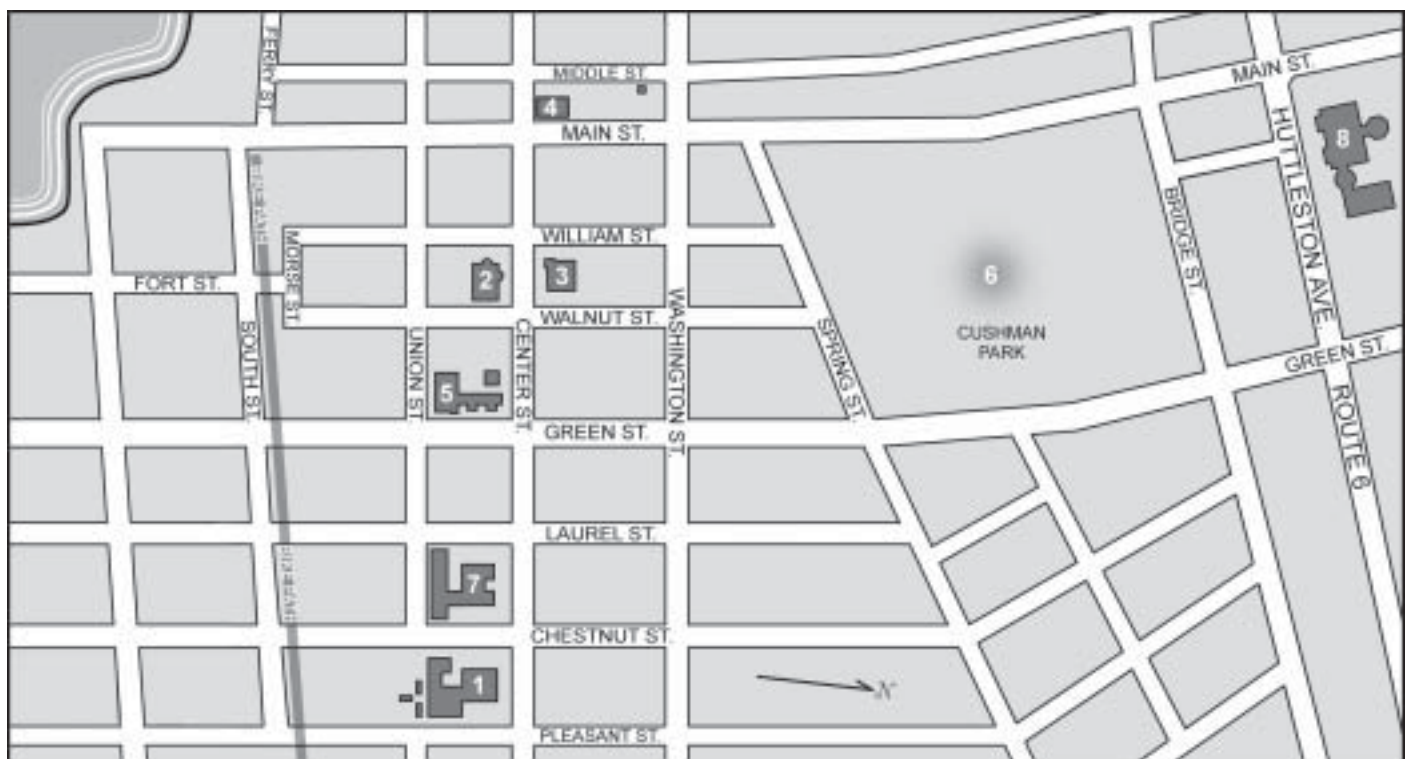 FERRY ST.
MIDDLE ST.
MAIN ST.
4
MAIN ST.
8
HUTTLESTON AVE.
MORSE ST.
WILLIAM ST.
BRIDGE ST.
FORT ST.
2
3
6
WALNUT ST.
CUSHMAN
PARK
SOUTH ST.
UNION ST.
CENTER ST.
WASHINGTON ST.
SPRING ST.
GREEN ST.
5
GREEN ST.
ROUTE 6
LAUREL ST.
7
CHESTNUT ST.
1
N
PLEASANT ST.